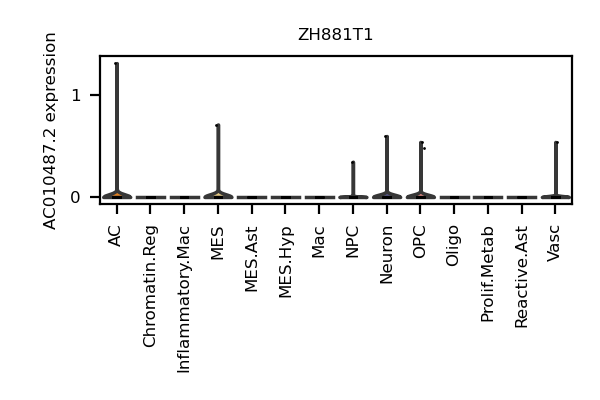 ZH881T1
AC010487.2 expression
1
0
AC
Chromatin.Reg
Inflammatory.Mac
MES
MES.Ast
MES.Hyp
Mac
NPC
Neuron
OPC
Oligo
Prolif.Metab
Reactive.Ast
Vasc